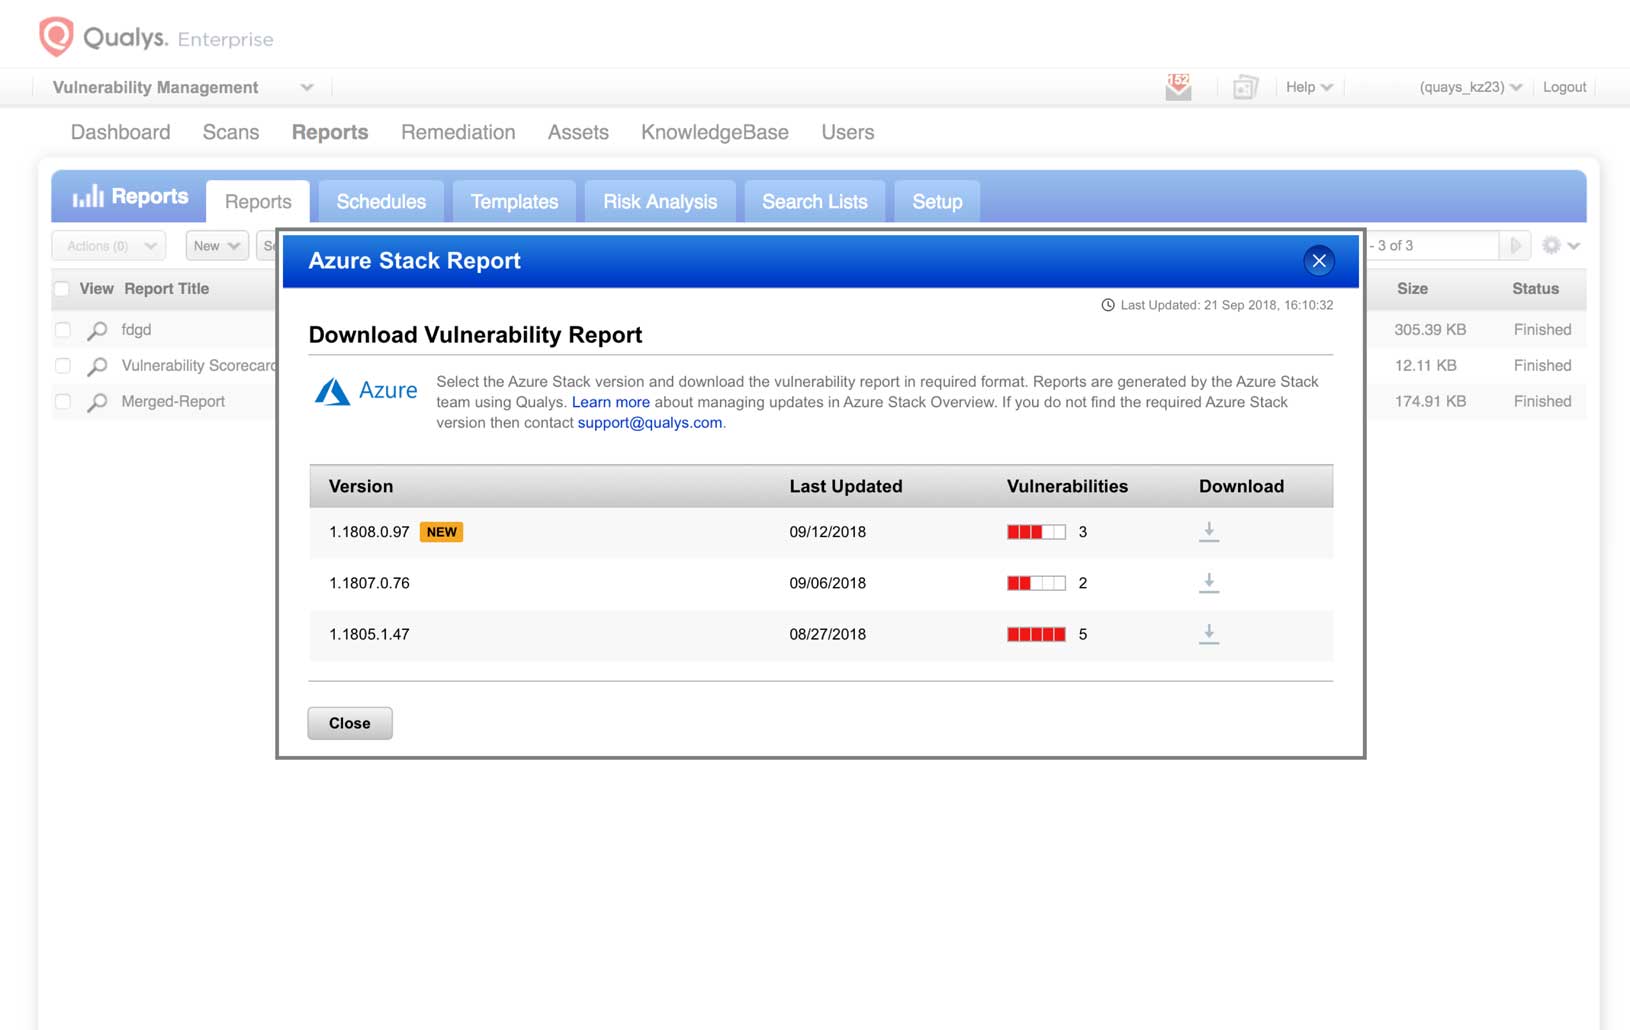 Qualys. Enterprise
Vulnerability Management
152
Help
(quays_kz23)
Logout
Dashboard Scans Reports Remediation Assets KnowledgeBase Users
Reports
Reports Schedules Templates Risk Analysis Search Lists Setup
Actions (0) New - 3 of 3
View Report Title Size Status
fdgd 305.39 KB Finished
Vulnerability Scorecard 12.11 KB Finished
Merged-Report 174.91 KB Finished
Azure Stack Report
Last Updated: 21 Sep 2018, 16:10:32
Download Vulnerability Report
Azure
Select the Azure Stack version and download the vulnerability report in required format. Reports are generated by the Azure Stack
team using Qualys. Learn more about managing updates in Azure Stack Overview. If you do not find the required Azure Stack
version then contact support@qualys.com.
Version Last Updated Vulnerabilities Download
1.1808.0.97 NEW 09/12/2018 3
1.1807.0.76 09/06/2018 2
1.1805.1.47 08/27/2018 5
Close